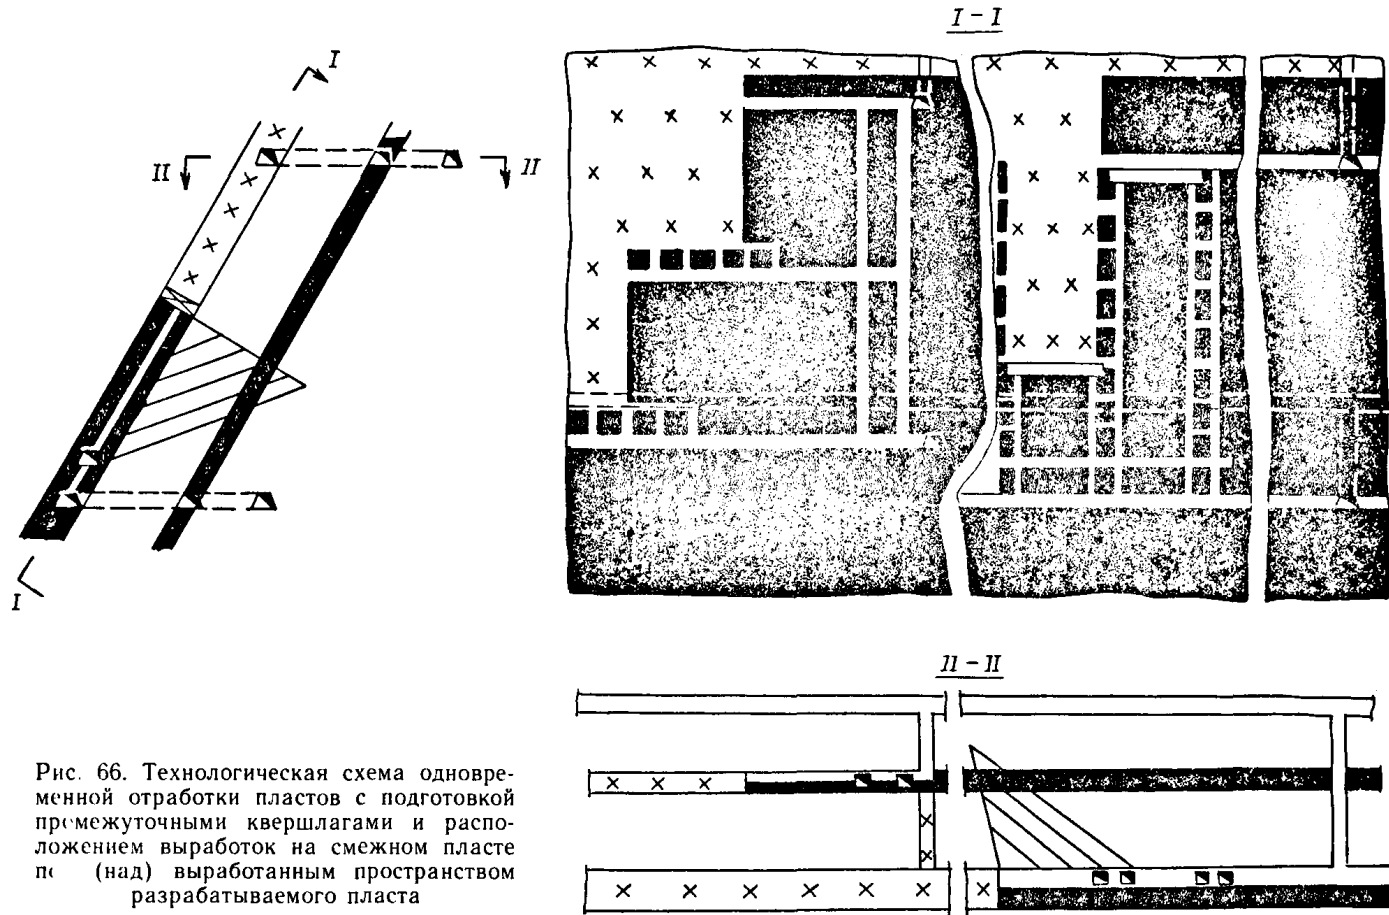 I – I
I
II
II
I
II – II
Рис. 66. Технологическая схема одновре-
менной отработки пластов с подготовкой
промежуточными квершлагами и распо-
ложением выработок на смежном пласте
(над) выработанным пространством
разрабатываемого пласта